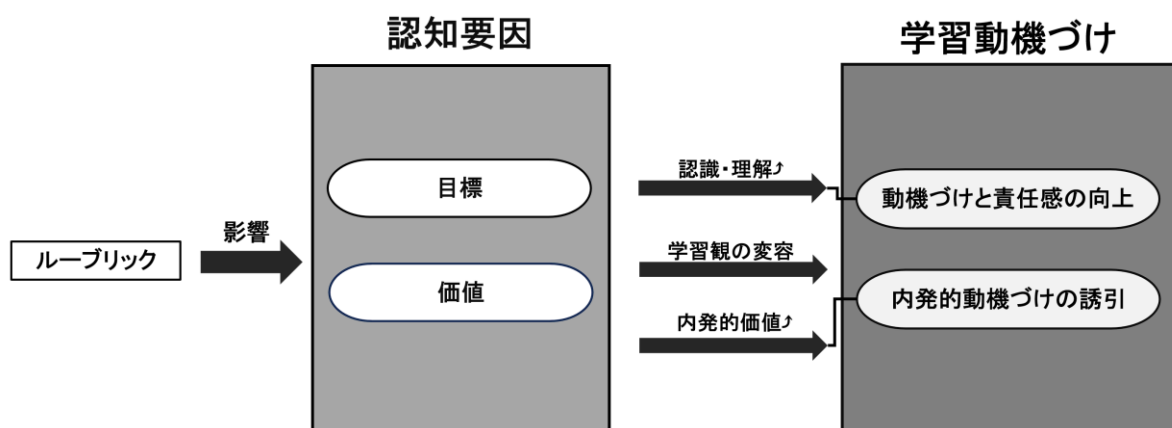 認知要因
学習動機づけ
ルーブリック
影響
目標
価値
認識・理解⤴
学習観の変容
内発的価値⤴
動機づけと責任感の向上
内発的動機づけの誘引